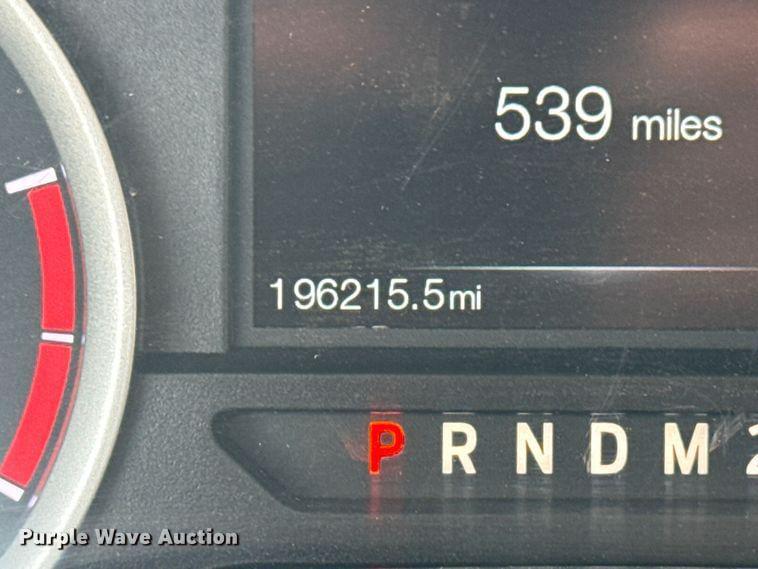 539 miles
196215.5mi
P R N D M 2
Purple Wave Auction